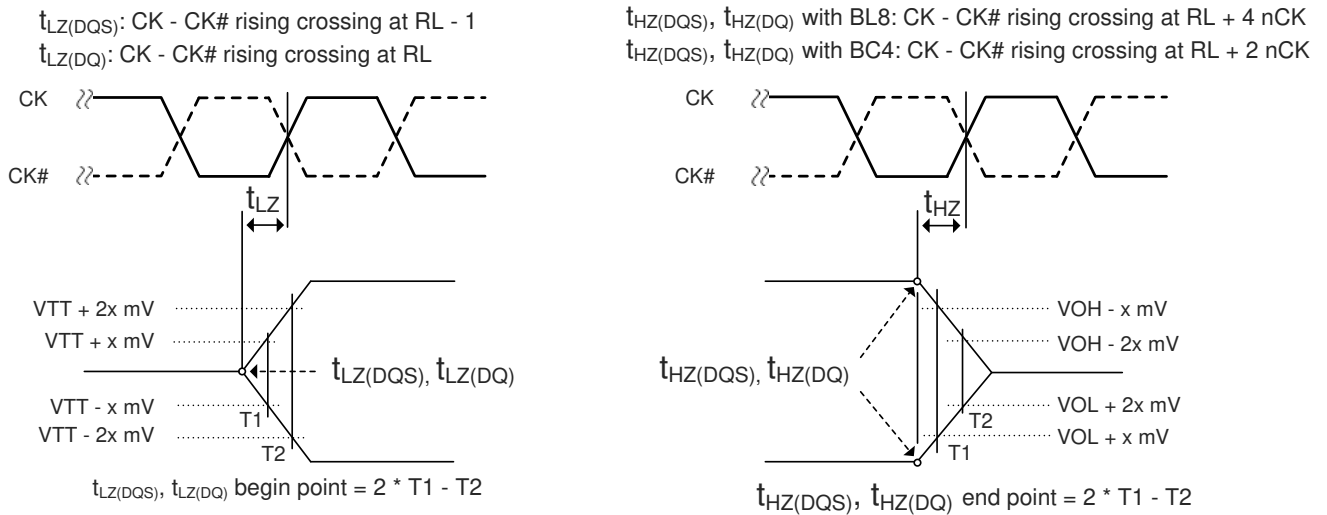 tLZ(DQS): CK - CK# rising crossing at RL - 1
tLZ(DQ): CK - CK# rising crossing at RL
CK
CK#
tLZ
VTT + 2x mV
VTT + x mV
VTT - x mV
VTT - 2x mV
T1
T2
tLZ(DQS), tLZ(DQ)
tLZ(DQS), tLZ(DQ) begin point = 2 * T1 - T2
tHZ(DQS), tHZ(DQ) with BL8: CK - CK# rising crossing at RL + 4 nCK
tHZ(DQS), tHZ(DQ) with BC4: CK - CK# rising crossing at RL + 2 nCK
CK
CK#
tHZ
VOH - x mV
VOH - 2x mV
tHZ(DQS), tHZ(DQ)
VOL + 2x mV
VOL + x mV
T2
T1
tHZ(DQS), tHZ(DQ) end point = 2 * T1 - T2